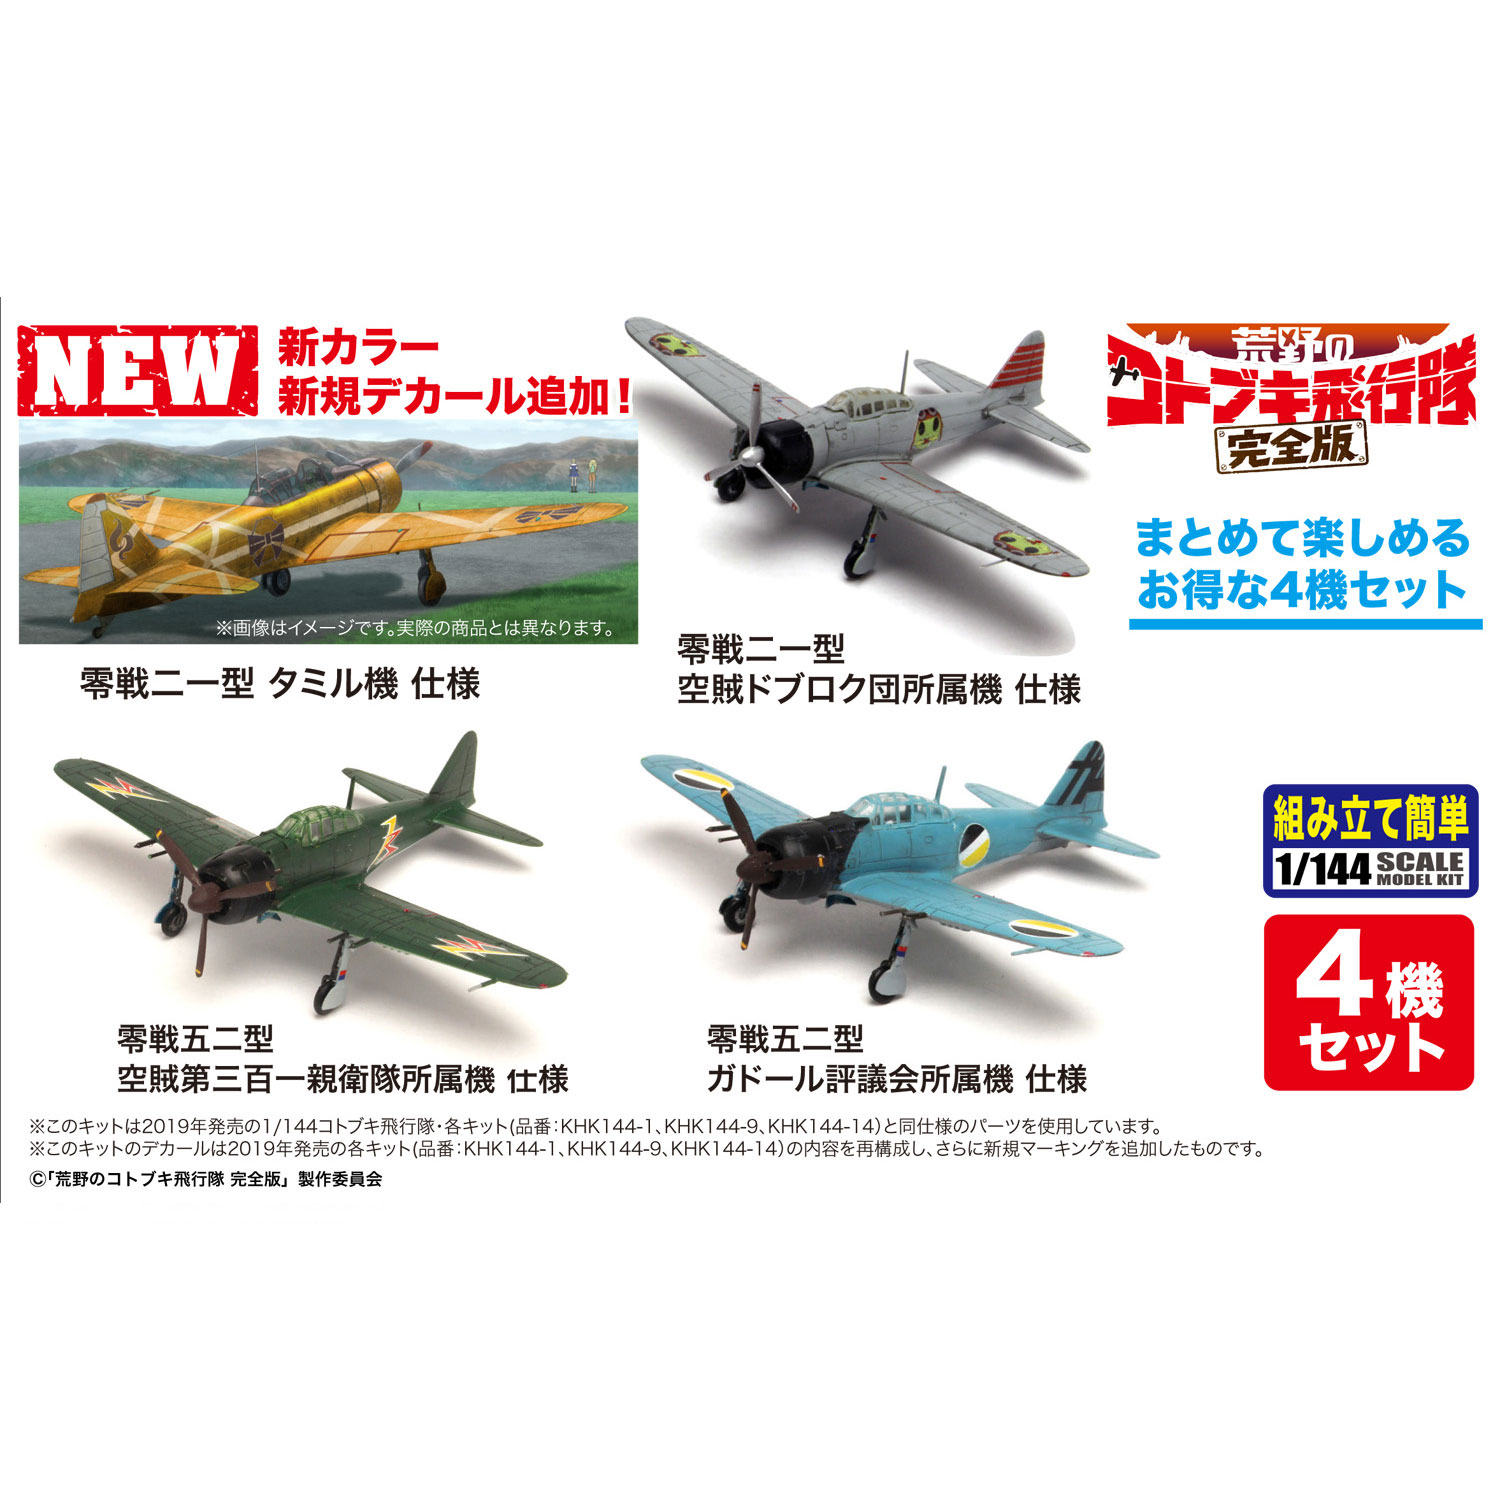 NEW
新カラー
新規デカール追加！
※画像はイメージです。実際の商品とは異なります。
零戦二一型 タミル機 仕様
零戦二一型
空賊ドブロク団所属機 仕様
荒野の
コトブキ飛行隊
完全版
まとめて楽しめる
お得な4機セット
零戦五二型
空賊第三百一親衛隊所属機 仕様
零戦五二型
ガドール評議会所属機 仕様
組み立て簡単
1/144 SCALE
MODEL KIT
4機
セット
※このキットは2019年発売の1/144コトブキ飛行隊・各キット(品番：KHK144-1、KHK144-9、KHK144-14)と同仕様のパーツを使用しています。
※このキットのデカールは2019年発売の各キット(品番：KHK144-1、KHK144-9、KHK144-14)の内容を再構成し、さらに新規マーキングを追加したものです。
©「荒野のコトブキ飛行隊 完全版」製作委員会